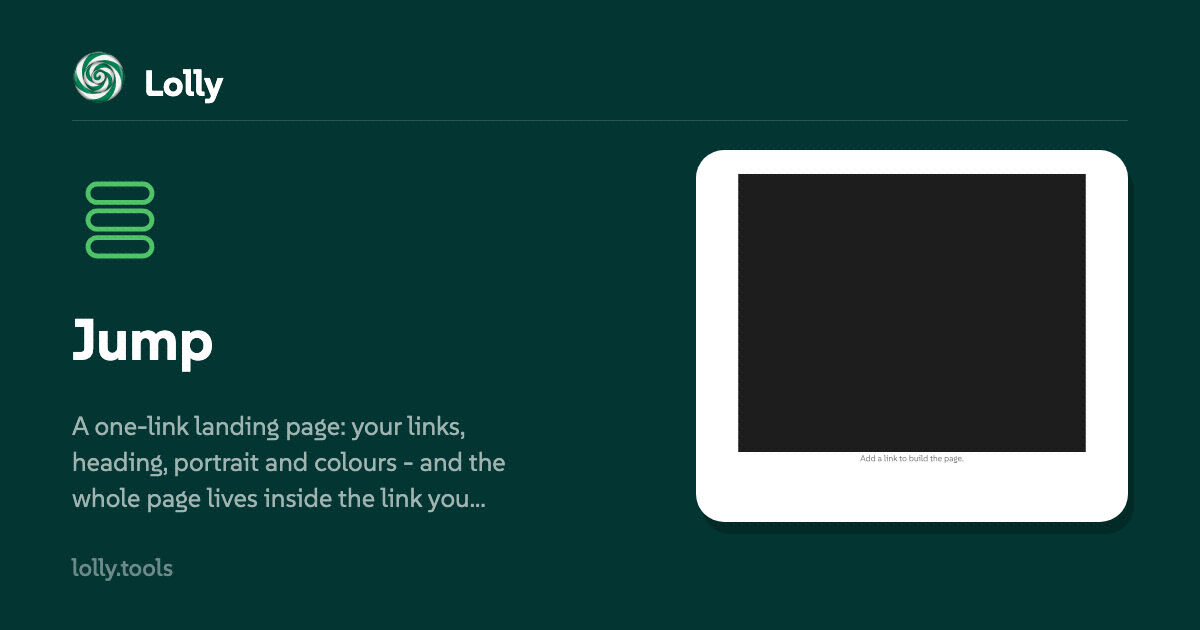 Lolly
Jump
A one-link landing page: your links,
heading, portrait and colours - and the
whole page lives inside the link you...
lolly.tools
Add a link to build the page.